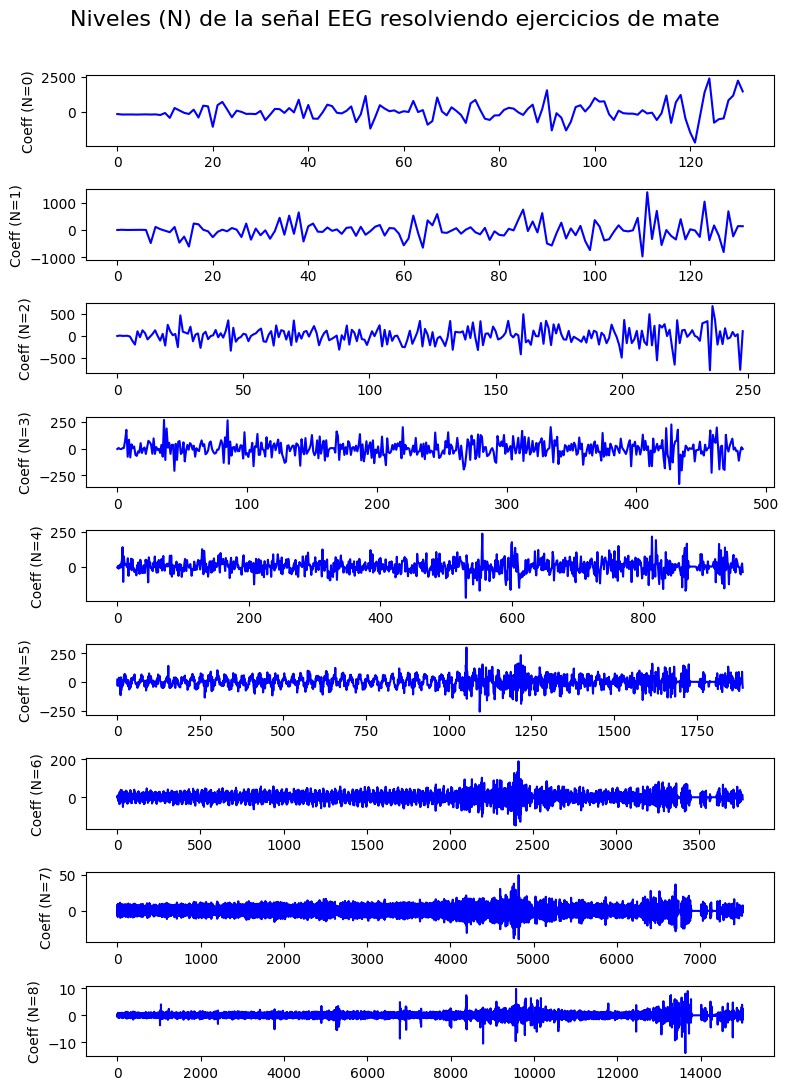 Niveles (N) de la señal EEG resolviendo ejercicios de mate
Coeff (N=0)
2500
0
0 20 40 60 80 100 120
Coeff (N=1)
1000
0
−1000
0 20 40 60 80 100 120
Coeff (N=2)
500
0
−500
0 50 100 150 200 250
Coeff (N=3)
250
0
−250
0 100 200 300 400 500
Coeff (N=4)
250
0
0 200 400 600 800
Coeff (N=5)
250
0
−250
0 250 500 750 1000 1250 1500 1750
Coeff (N=6)
200
0
0 500 1000 1500 2000 2500 3000 3500
Coeff (N=7)
50
0
0 1000 2000 3000 4000 5000 6000 7000
Coeff (N=8)
10
0
−10
0 2000 4000 6000 8000 10000 12000 14000